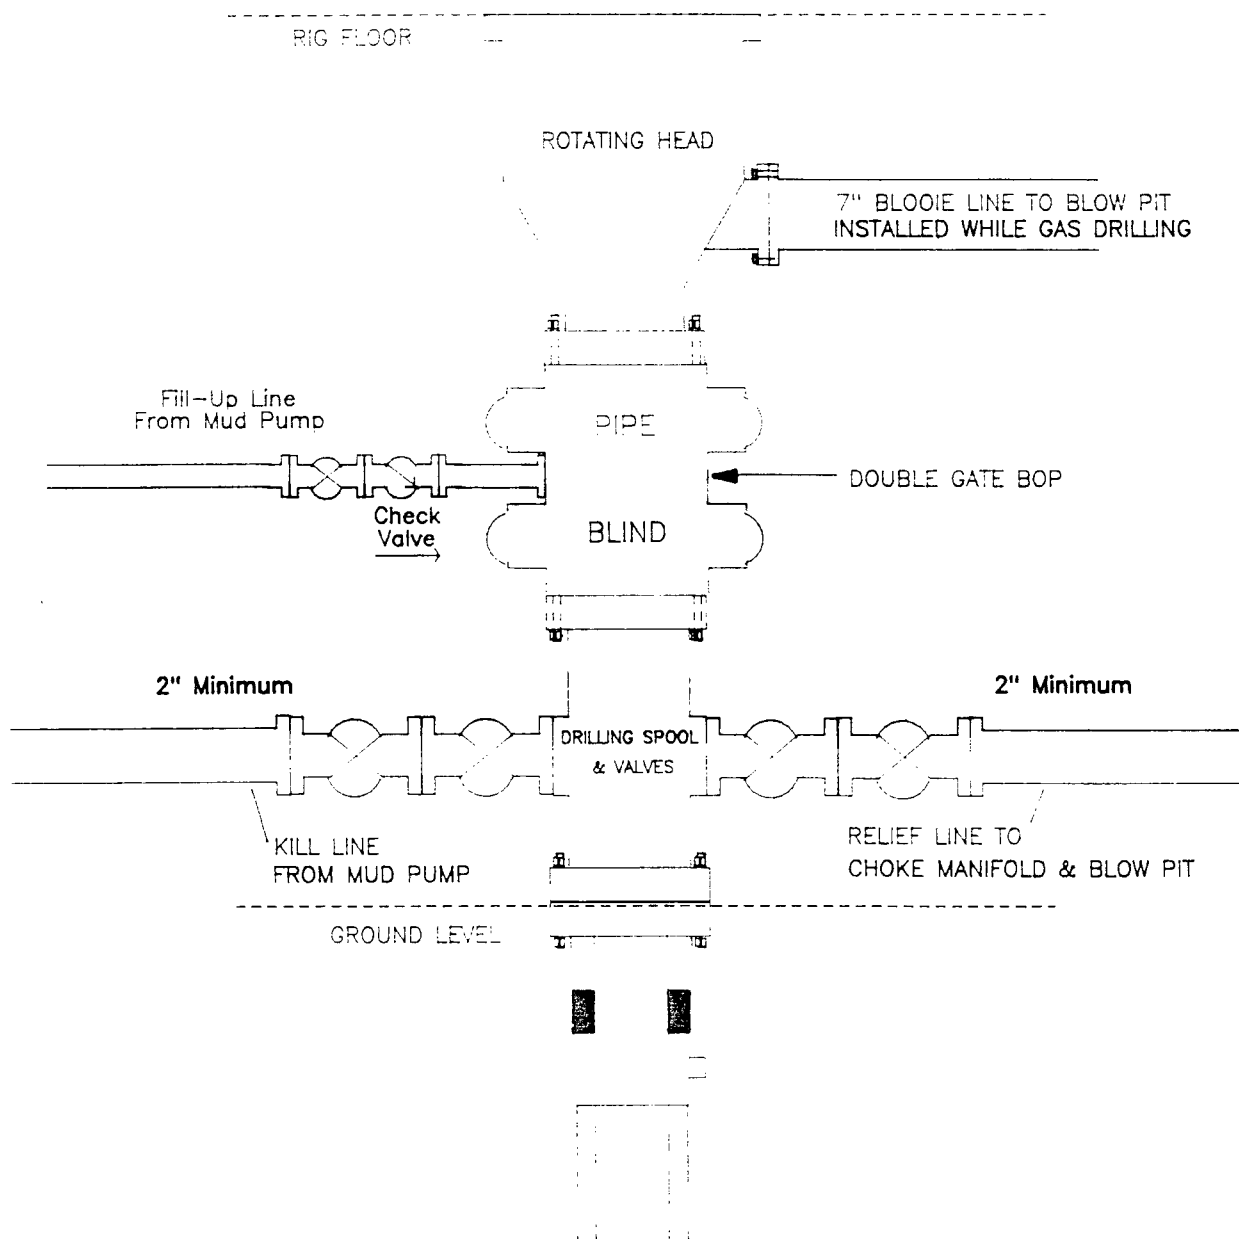 RIG FLOOR
ROTATING HEAD
7" BLOOIE LINE TO BLOW PIT
INSTALLED WHILE GAS DRILLING
Fill-Up Line
From Mud Pump
PIPE
DOUBLE GATE BOP
Check
Valve
BLIND
2" Minimum
2" Minimum
DRILLING SPOOL
& VALVES
KILL LINE
FROM MUD PUMP
RELIEF LINE TO
CHOKE MANIFOLD & BLOW PIT
GROUND LEVEL